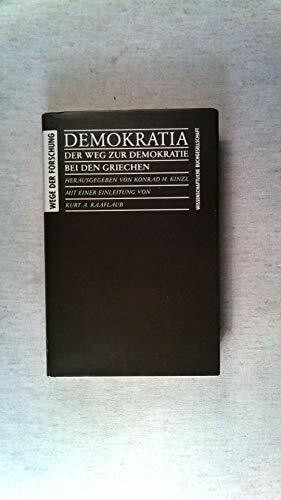 WEGE DER FORSCHUNG
DEMOKRATIA
DER WEG ZUR DEMOKRATIE
BEI DEN GRIECHEN
HERAUSGEGEBEN VON KONRAD H. KINZL
MIT EINER EINLEITUNG VON
KURT A. RAAFLAUB
WISSENSCHAFTLICHE BUCHGESELLSCHAFT